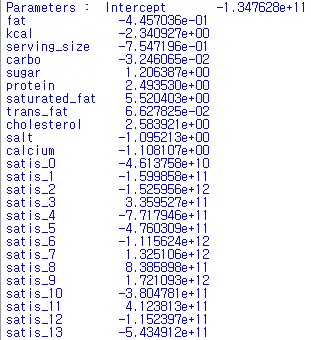 Parameters :  Intercept       -1.347628e+11
fat             -4.457036e-01
kcal            -2.340927e+00
serving_size    -7.547196e-01
carbo           -3.246065e-02
sugar            1.206387e+00
protein          2.493530e+00
saturated_fat    5.520403e+00
trans_fat        6.627825e-02
cholesterol      2.583921e+00
salt            -1.095213e+00
calcium         -1.108107e+00
satis_0         -4.613758e+10
satis_1         -1.599858e+11
satis_2         -1.525956e+12
satis_3          3.359527e+11
satis_4         -7.717946e+11
satis_5         -4.760309e+11
satis_6         -1.115624e+12
satis_7          1.325106e+12
satis_8          8.385898e+11
satis_9          1.721093e+12
satis_10        -3.804781e+11
satis_11         4.123813e+11
satis_12        -1.152397e+11
satis_13        -5.434912e+11